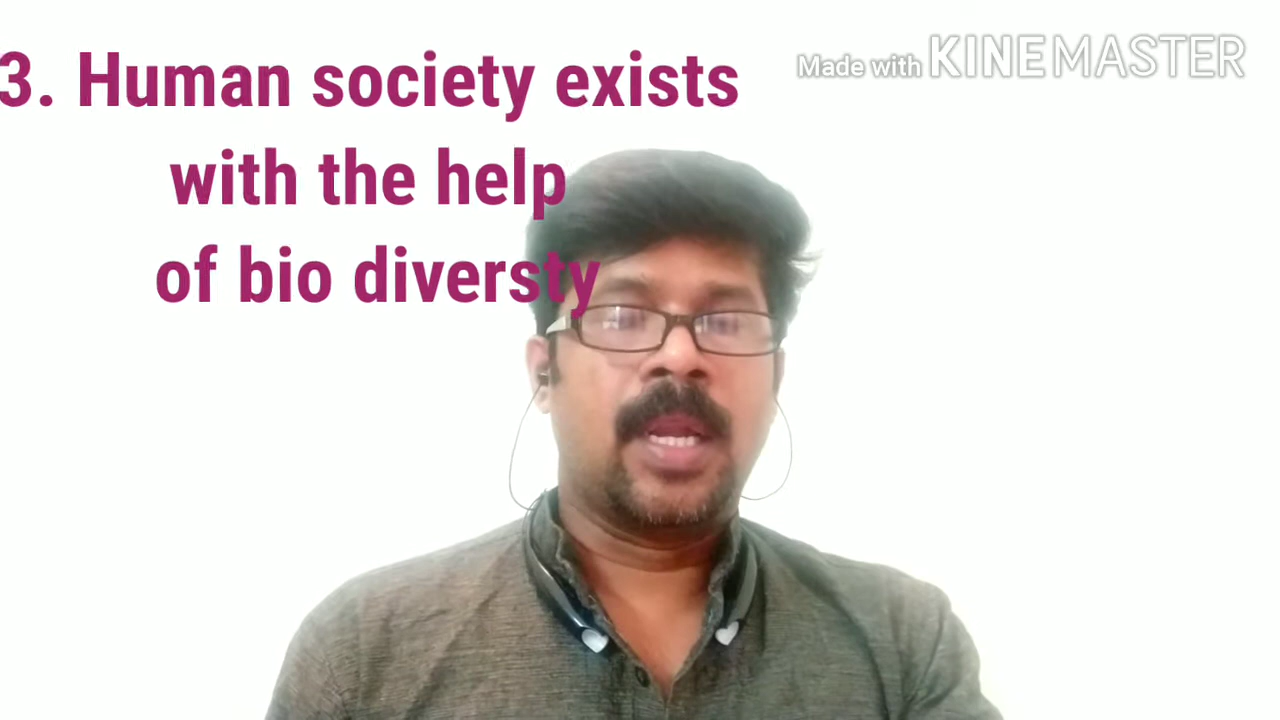 3. Human society exists
with the help
of bio diversty
Made with KINEMASTER